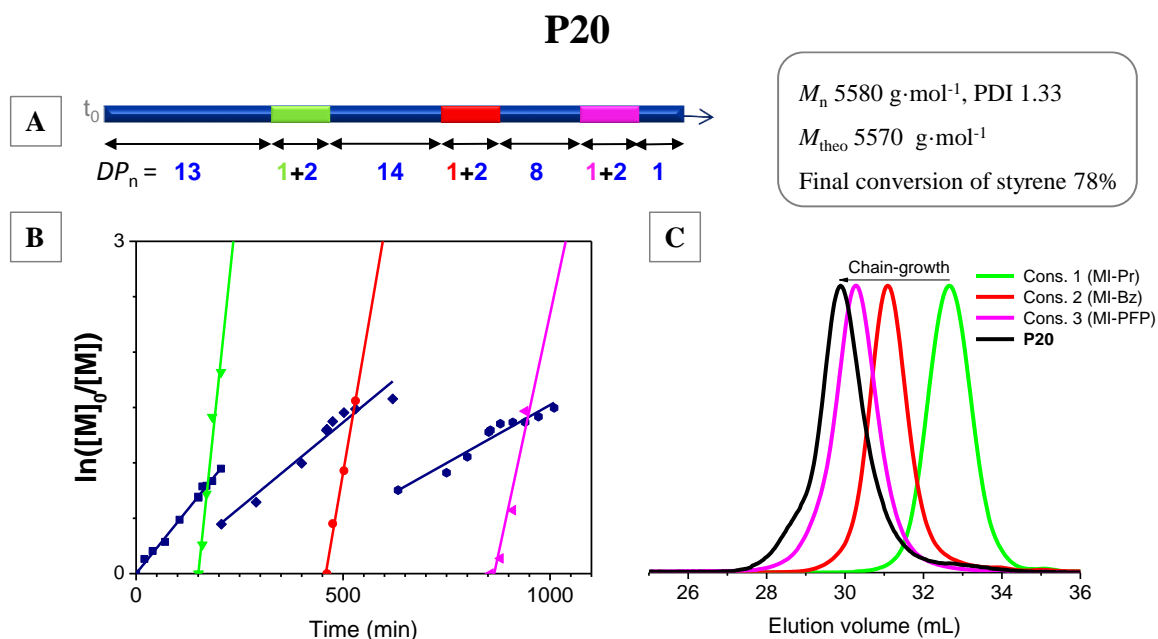 P20
A
t₀
DPₙ = 13 1+2 14 1+2 8 1+2 1
Mₙ 5580 g·mol⁻¹, PDI 1.33
Mₜₕₑₒ 5570 g·mol⁻¹
Final conversion of styrene 78%
B
3
0
ln([M]₀/[M])
0 500 1000
Time (min)
C
Chain-growth
Cons. 1 (MI-Pr)
Cons. 2 (MI-Bz)
Cons. 3 (MI-PFP)
P20
26 28 30 32 34 36
Elution volume (mL)